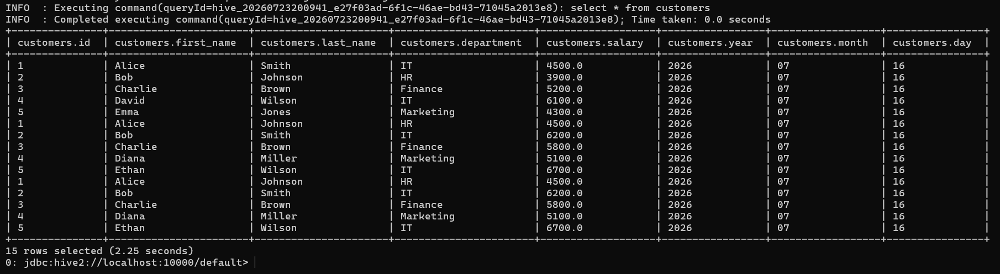 INFO  : Executing command(queryId=hive_20260723200941_e27f03ad-6f1c-46ae-bd43-71045a2013e8): select * from customers
INFO  : Completed executing command(queryId=hive_20260723200941_e27f03ad-6f1c-46ae-bd43-71045a2013e8); Time taken: 0.0 seconds
+---------------+-----------------------+----------------------+-----------------------+------------------+-----------------+------------------+----------------+
| customers.id  | customers.first_name  | customers.last_name  | customers.department  | customers.salary  | customers.year  | customers.month  | customers.day  |
+---------------+-----------------------+----------------------+-----------------------+------------------+-----------------+------------------+----------------+
| 1 | Alice | Smith | IT | 4500.0 | 2026 | 07 | 16 |
| 2 | Bob | Johnson | HR | 3900.0 | 2026 | 07 | 16 |
| 3 | Charlie | Brown | Finance | 5200.0 | 2026 | 07 | 16 |
| 4 | David | Wilson | IT | 6100.0 | 2026 | 07 | 16 |
| 5 | Emma | Jones | Marketing | 4300.0 | 2026 | 07 | 16 |
| 1 | Alice | Johnson | HR | 4500.0 | 2026 | 07 | 16 |
| 2 | Bob | Smith | IT | 6200.0 | 2026 | 07 | 16 |
| 3 | Charlie | Brown | Finance | 5800.0 | 2026 | 07 | 16 |
| 4 | Diana | Miller | Marketing | 5100.0 | 2026 | 07 | 16 |
| 5 | Ethan | Wilson | IT | 6700.0 | 2026 | 07 | 16 |
| 1 | Alice | Johnson | HR | 4500.0 | 2026 | 07 | 16 |
| 2 | Bob | Smith | IT | 6200.0 | 2026 | 07 | 16 |
| 3 | Charlie | Brown | Finance | 5800.0 | 2026 | 07 | 16 |
| 4 | Diana | Miller | Marketing | 5100.0 | 2026 | 07 | 16 |
| 5 | Ethan | Wilson | IT | 6700.0 | 2026 | 07 | 16 |
+---------------+-----------------------+----------------------+-----------------------+------------------+-----------------+------------------+----------------+
15 rows selected (2.25 seconds)
0: jdbc:hive2://localhost:10000/default>